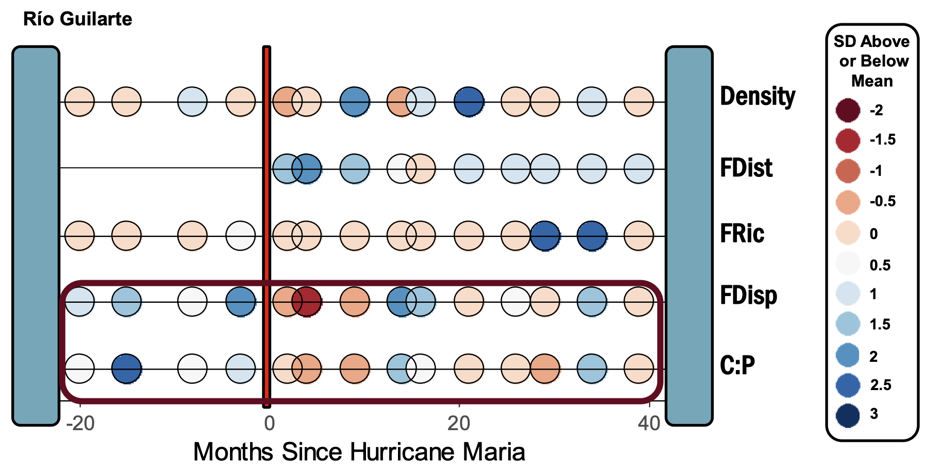 Río Guilarte
SD Above
or Below
Mean
-2
-1.5
-1
-0.5
0
0.5
1
1.5
2
2.5
3
Density
FDist
FRic
FDisp
C:P
-20
0
20
40
Months Since Hurricane Maria